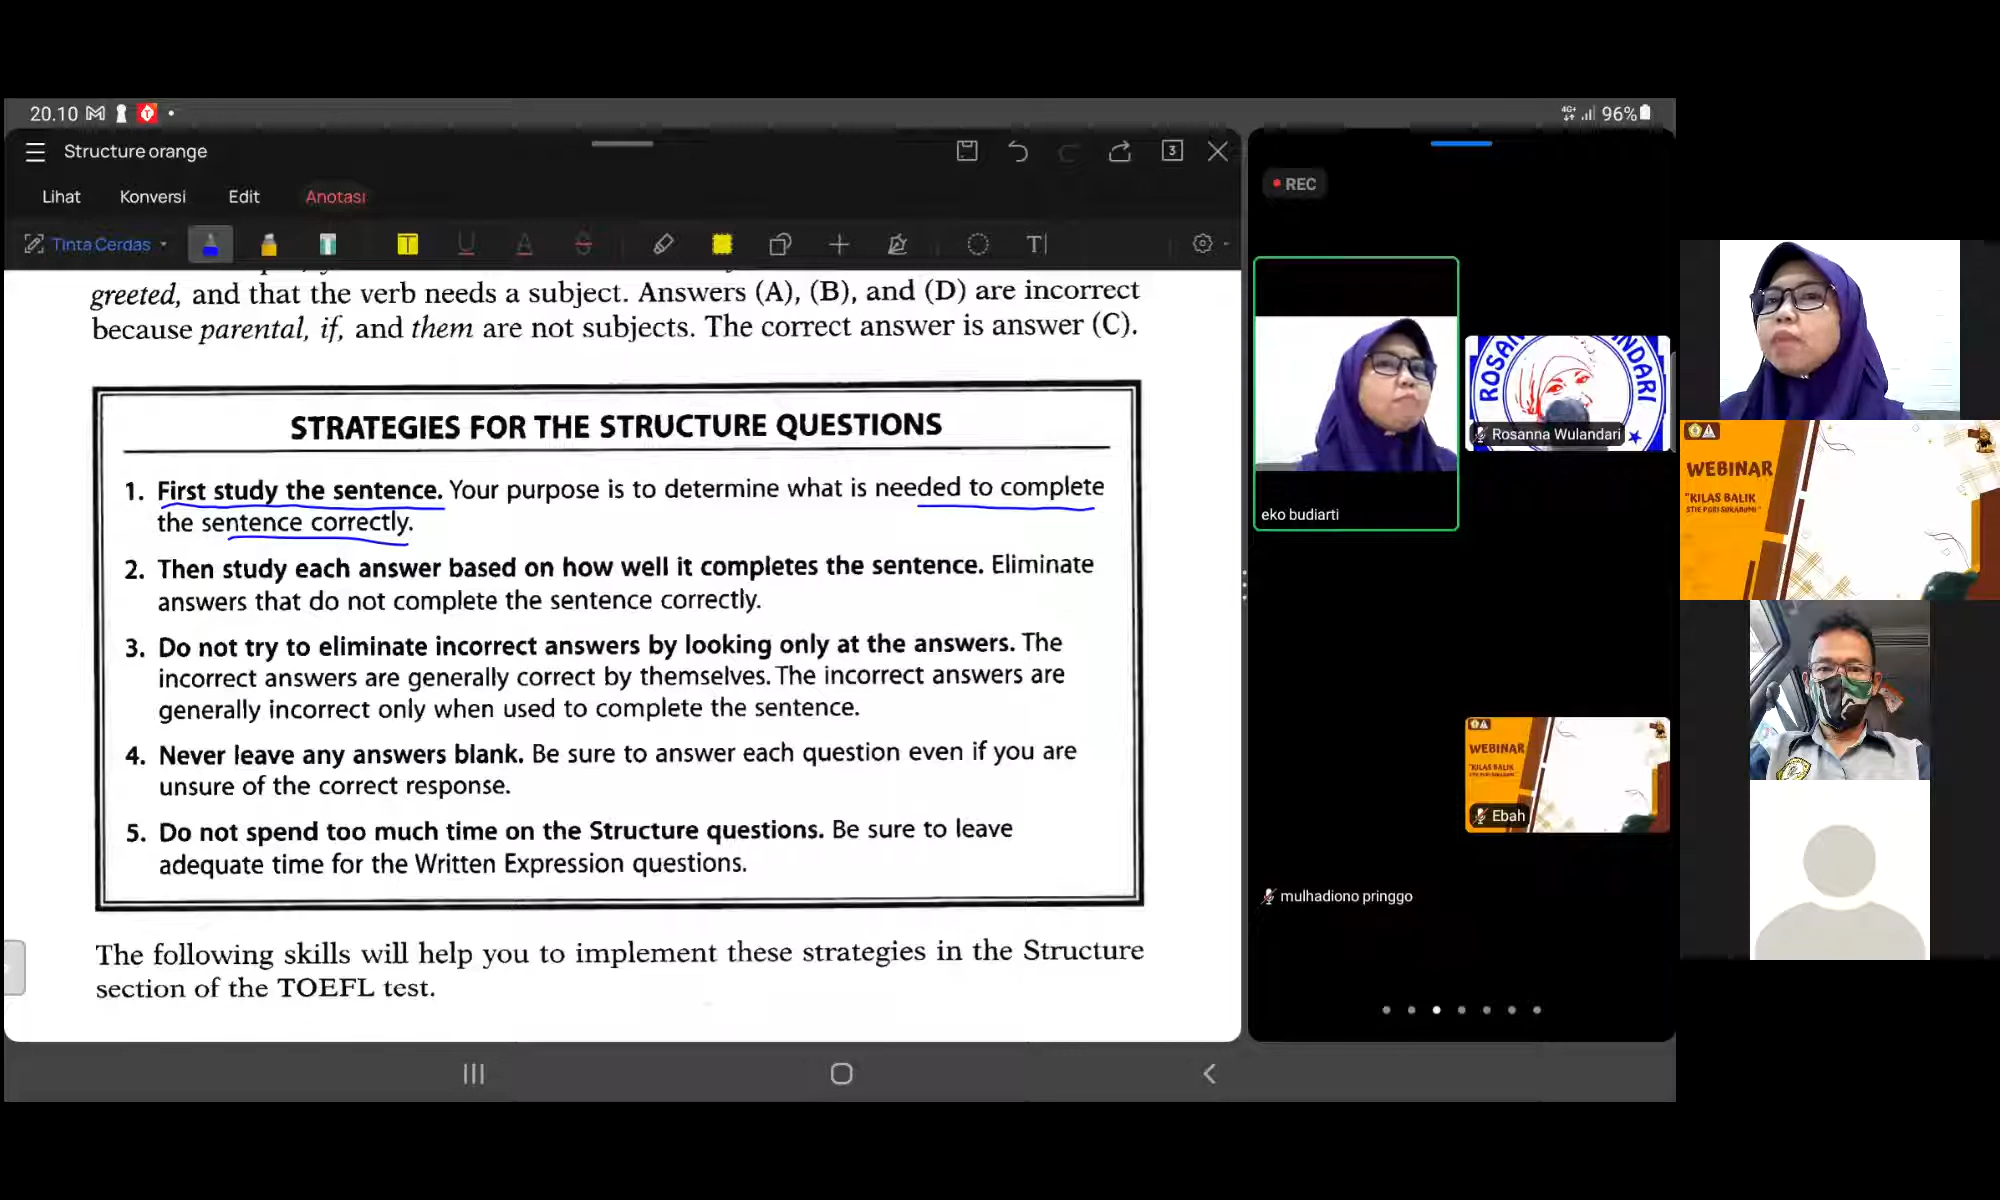 20.10
96%
Structure orange
3
Lihat Konversi Edit Anotasi
Tinta Cerdas
greeted, and that the verb needs a subject. Answers (A), (B), and (D) are incorrect
because parental, if, and them are not subjects. The correct answer is answer (C).
STRATEGIES FOR THE STRUCTURE QUESTIONS
1. First study the sentence. Your purpose is to determine what is needed to complete
the sentence correctly.
2. Then study each answer based on how well it completes the sentence. Eliminate
answers that do not complete the sentence correctly.
3. Do not try to eliminate incorrect answers by looking only at the answers. The
incorrect answers are generally correct by themselves. The incorrect answers are
generally incorrect only when used to complete the sentence.
4. Never leave any answers blank. Be sure to answer each question even if you are
unsure of the correct response.
5. Do not spend too much time on the Structure questions. Be sure to leave
adequate time for the Written Expression questions.
The following skills will help you to implement these strategies in the Structure
section of the TOEFL test.
REC
eko budiarti
Rosanna Wulandari
WEBINAR
"KILAS BALIK
Ebah
mulhadiono pringgo
WEBINAR
"KILAS BALIK
STIE PGRI SUKABUMI"